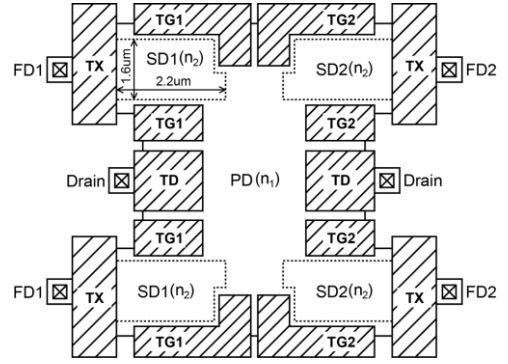 TG1 TG2
FD1 TX SD1(n₂) SD2(n₂) TX FD2
1.6um
2.2um
TG1 TG2
Drain TD PD(n₁) TD Drain
TG1 TG2
FD1 TX SD1(n₂) SD2(n₂) TX FD2
TG1 TG2